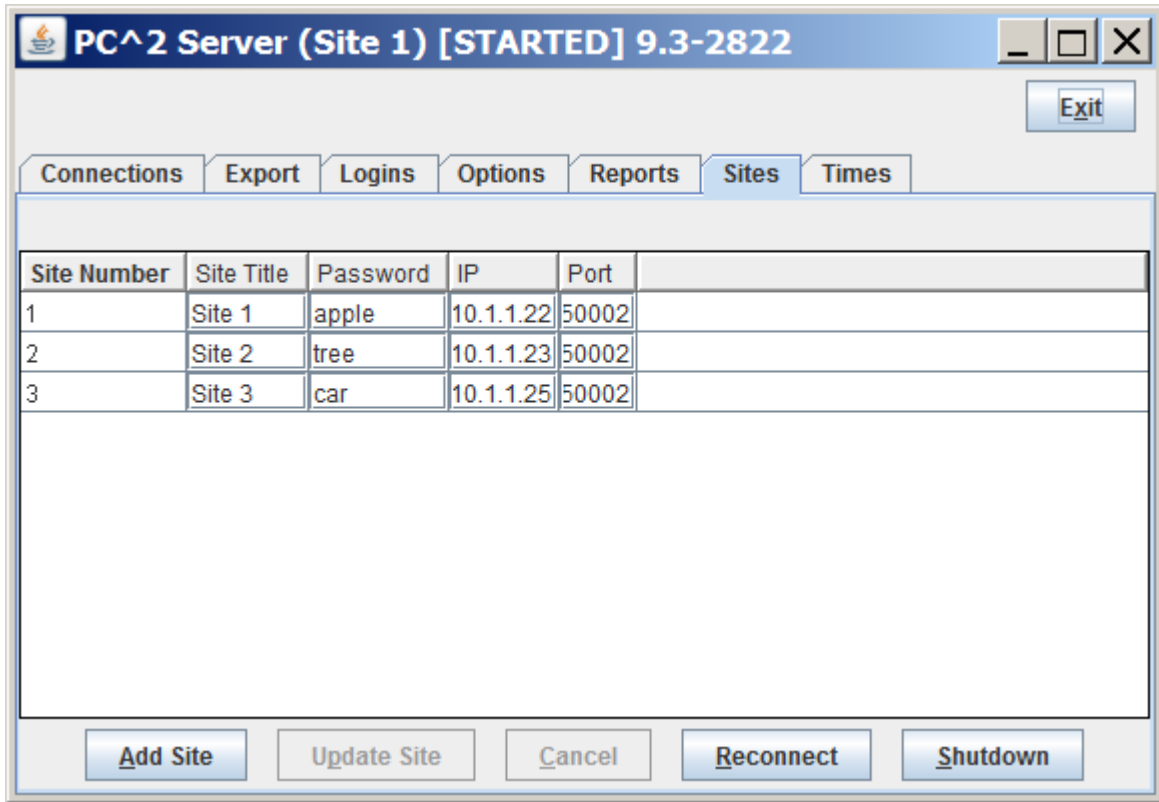 PC^2 Server (Site 1) [STARTED] 9.3-2822
Exit
Connections Export Logins Options Reports Sites Times
Site Number Site Title Password IP Port
1 Site 1 apple 10.1.1.22 50002
2 Site 2 tree 10.1.1.23 50002
3 Site 3 car 10.1.1.25 50002
Add Site Update Site Cancel Reconnect Shutdown